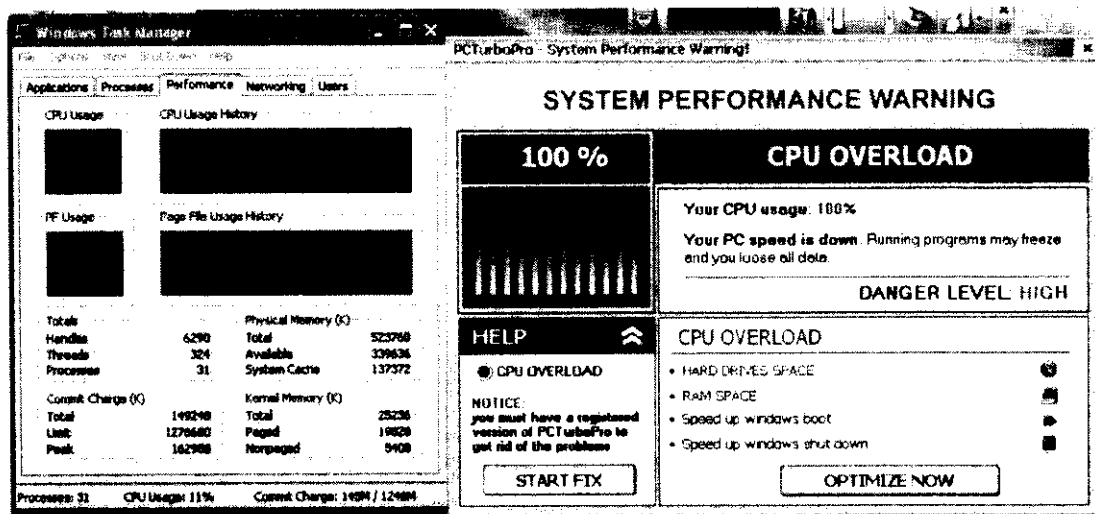 Windows Task Manager
File Options View Shut Down Help
Applications Processes Performance Networking Users
CPU Usage CPU Usage History
PF Usage Page File Usage History
Totals
Handles 6290
Threads 324
Processes 31
Physical Memory (K)
Total 523760
Available 339636
System Cache 137372
Commit Charge (K)
Total 149248
Limit 1278680
Peak 162988
Kernel Memory (K)
Total 25236
Paged 19828
Nonpaged 5408
Processes: 31 CPU Usage: 11% Commit Charge: 145M / 1248M
PCTurboPro - System Performance Warning!
SYSTEM PERFORMANCE WARNING
100 %
CPU OVERLOAD
Your CPU usage: 100%
Your PC speed is down. Running programs may freeze
and you loose all data.
DANGER LEVEL: HIGH
HELP
CPU OVERLOAD
NOTICE:
you must have a registered
version of PCTurboPro to
get rid of the problems
START FIX
CPU OVERLOAD
• HARD DRIVES SPACE
• RAM SPACE
• Speed up windows boot
• Speed up windows shut down
OPTIMIZE NOW